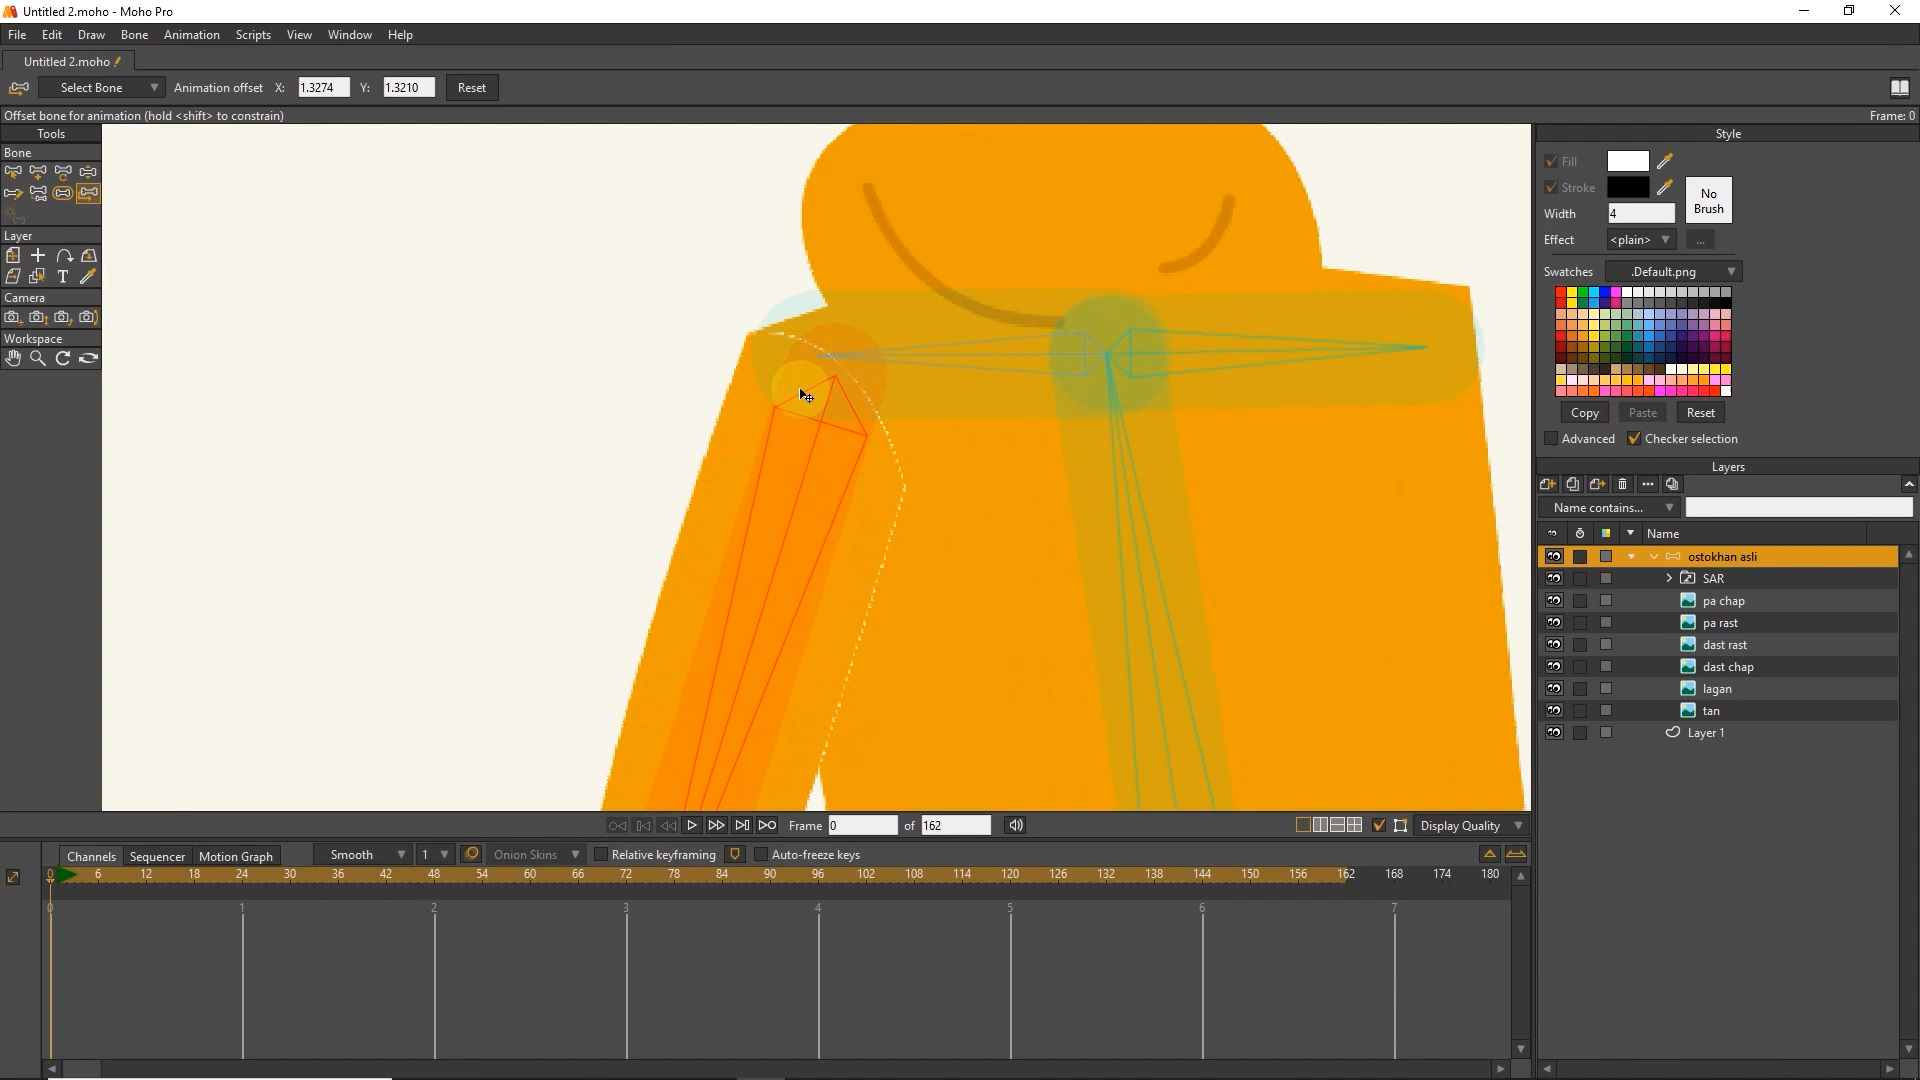 Untitled 2.moho - Moho Pro
File Edit Draw Bone Animation Scripts View Window Help
Untitled 2.moho
Select Bone Animation offset X: 1.3274 Y: 1.3210 Reset
Offset bone for animation (hold <shift> to constrain) Frame: 0
Tools
Bone
Layer
T
Camera
Workspace
Style
Fill
Stroke
No Brush
Width 4
Effect <plain> ...
Swatches .Default.png
Copy Paste Reset
Advanced Checker selection
Layers
Name contains...
Name
ostokhan asli
SAR
pa chap
pa rast
dast rast
dast chap
lagan
tan
Layer 1
Frame 0 of 162 Display Quality
Channels Sequencer Motion Graph Smooth 1 Onion Skins Relative keyframing Auto-freeze keys
0 6 12 18 24 30 36 42 48 54 60 66 72 78 84 90 96 102 108 114 120 126 132 138 144 150 156 162 168 174 180
0 1 2 3 4 5 6 7